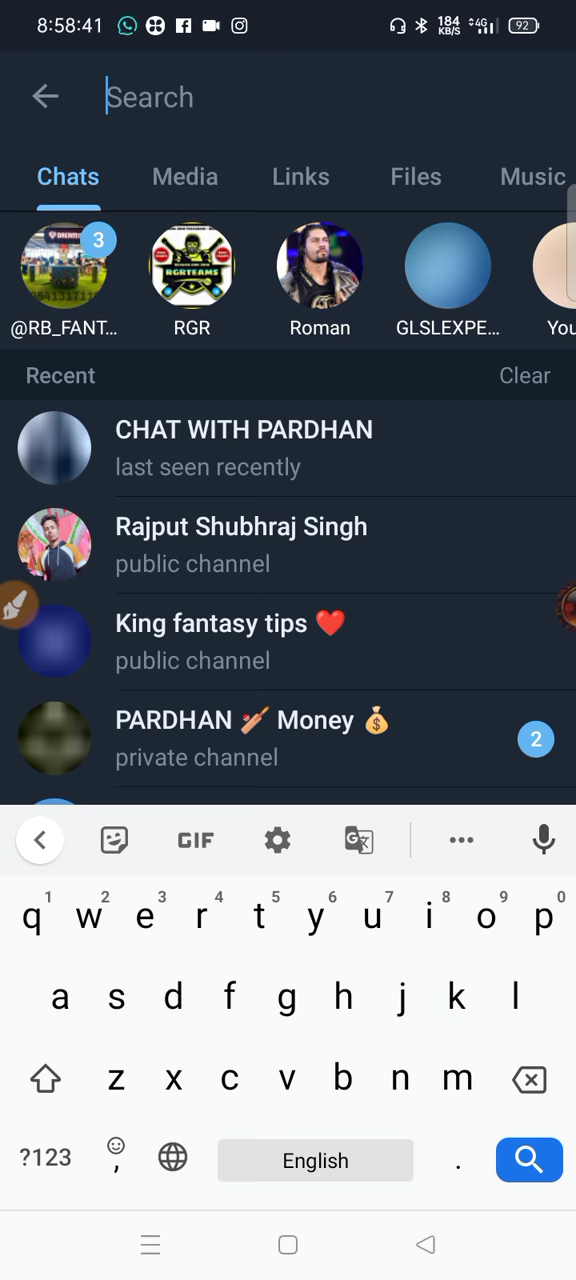 8:58:41 184 KB/S 4G 92
Search
Chats Media Links Files Music
3
@RB_FANT... RGR Roman GLSLEXPE... You
RGRTEAMS
Recent Clear
CHAT WITH PARDHAN
last seen recently
Rajput Shubhraj Singh
public channel
King fantasy tips ❤️
public channel
PARDHAN 🏏 Money 💰
private channel
2
GIF
1 2 3 4 5 6 7 8 9 0
q w e r t y u i o p
a s d f g h j k l
z x c v b n m
?123 , English .